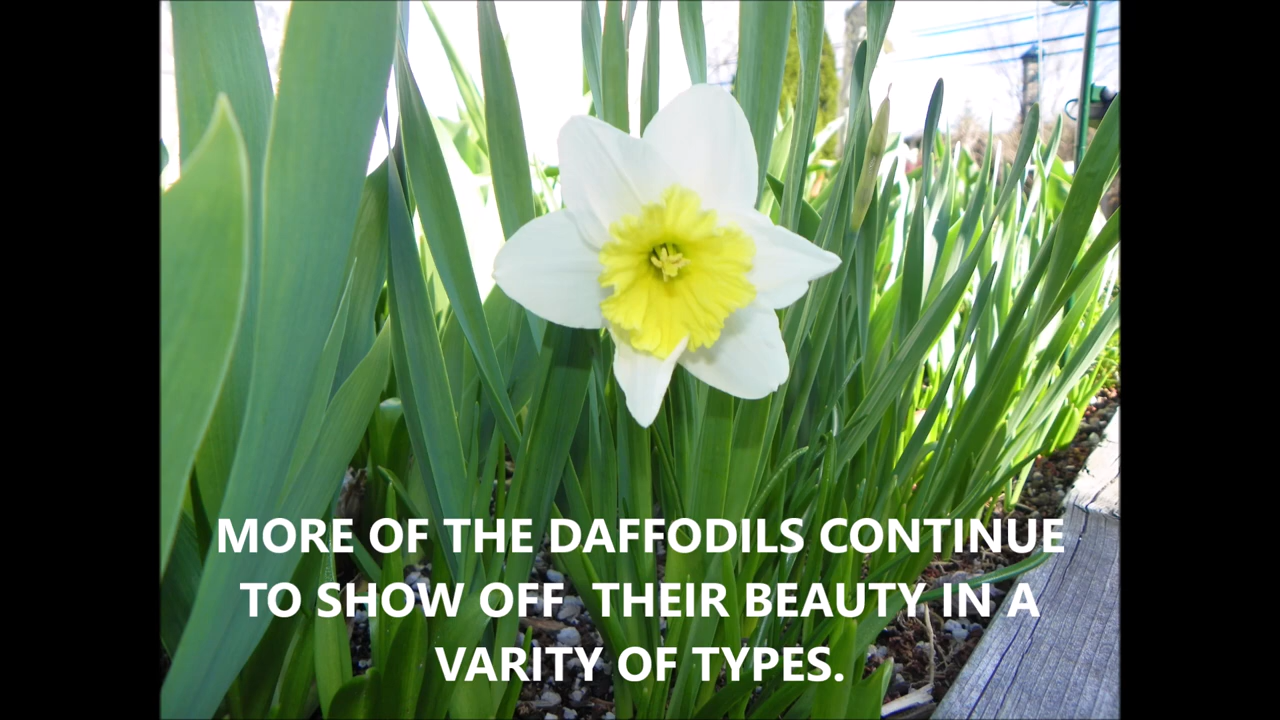 MORE OF THE DAFFODILS CONTINUE
TO SHOW OFF  THEIR BEAUTY IN A
VARITY OF TYPES.